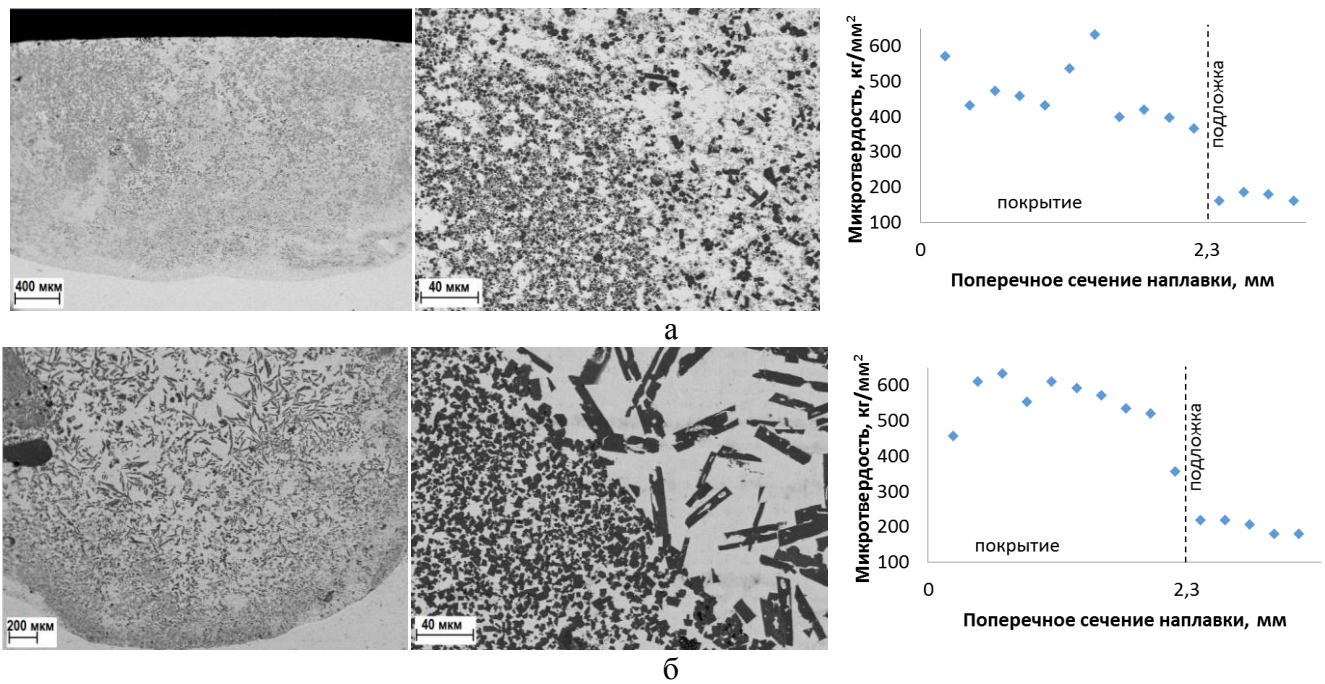 400 мкм
40 мкм
Микротвердость, кг/мм²
600
500
400
300
200
100
подложка
покрытие
0
2,3
Поперечное сечение наплавки, мм
а
200 мкм
40 мкм
Микротвердость, кг/мм²
600
500
400
300
200
100
подложка
покрытие
0
2,3
Поперечное сечение наплавки, мм
б